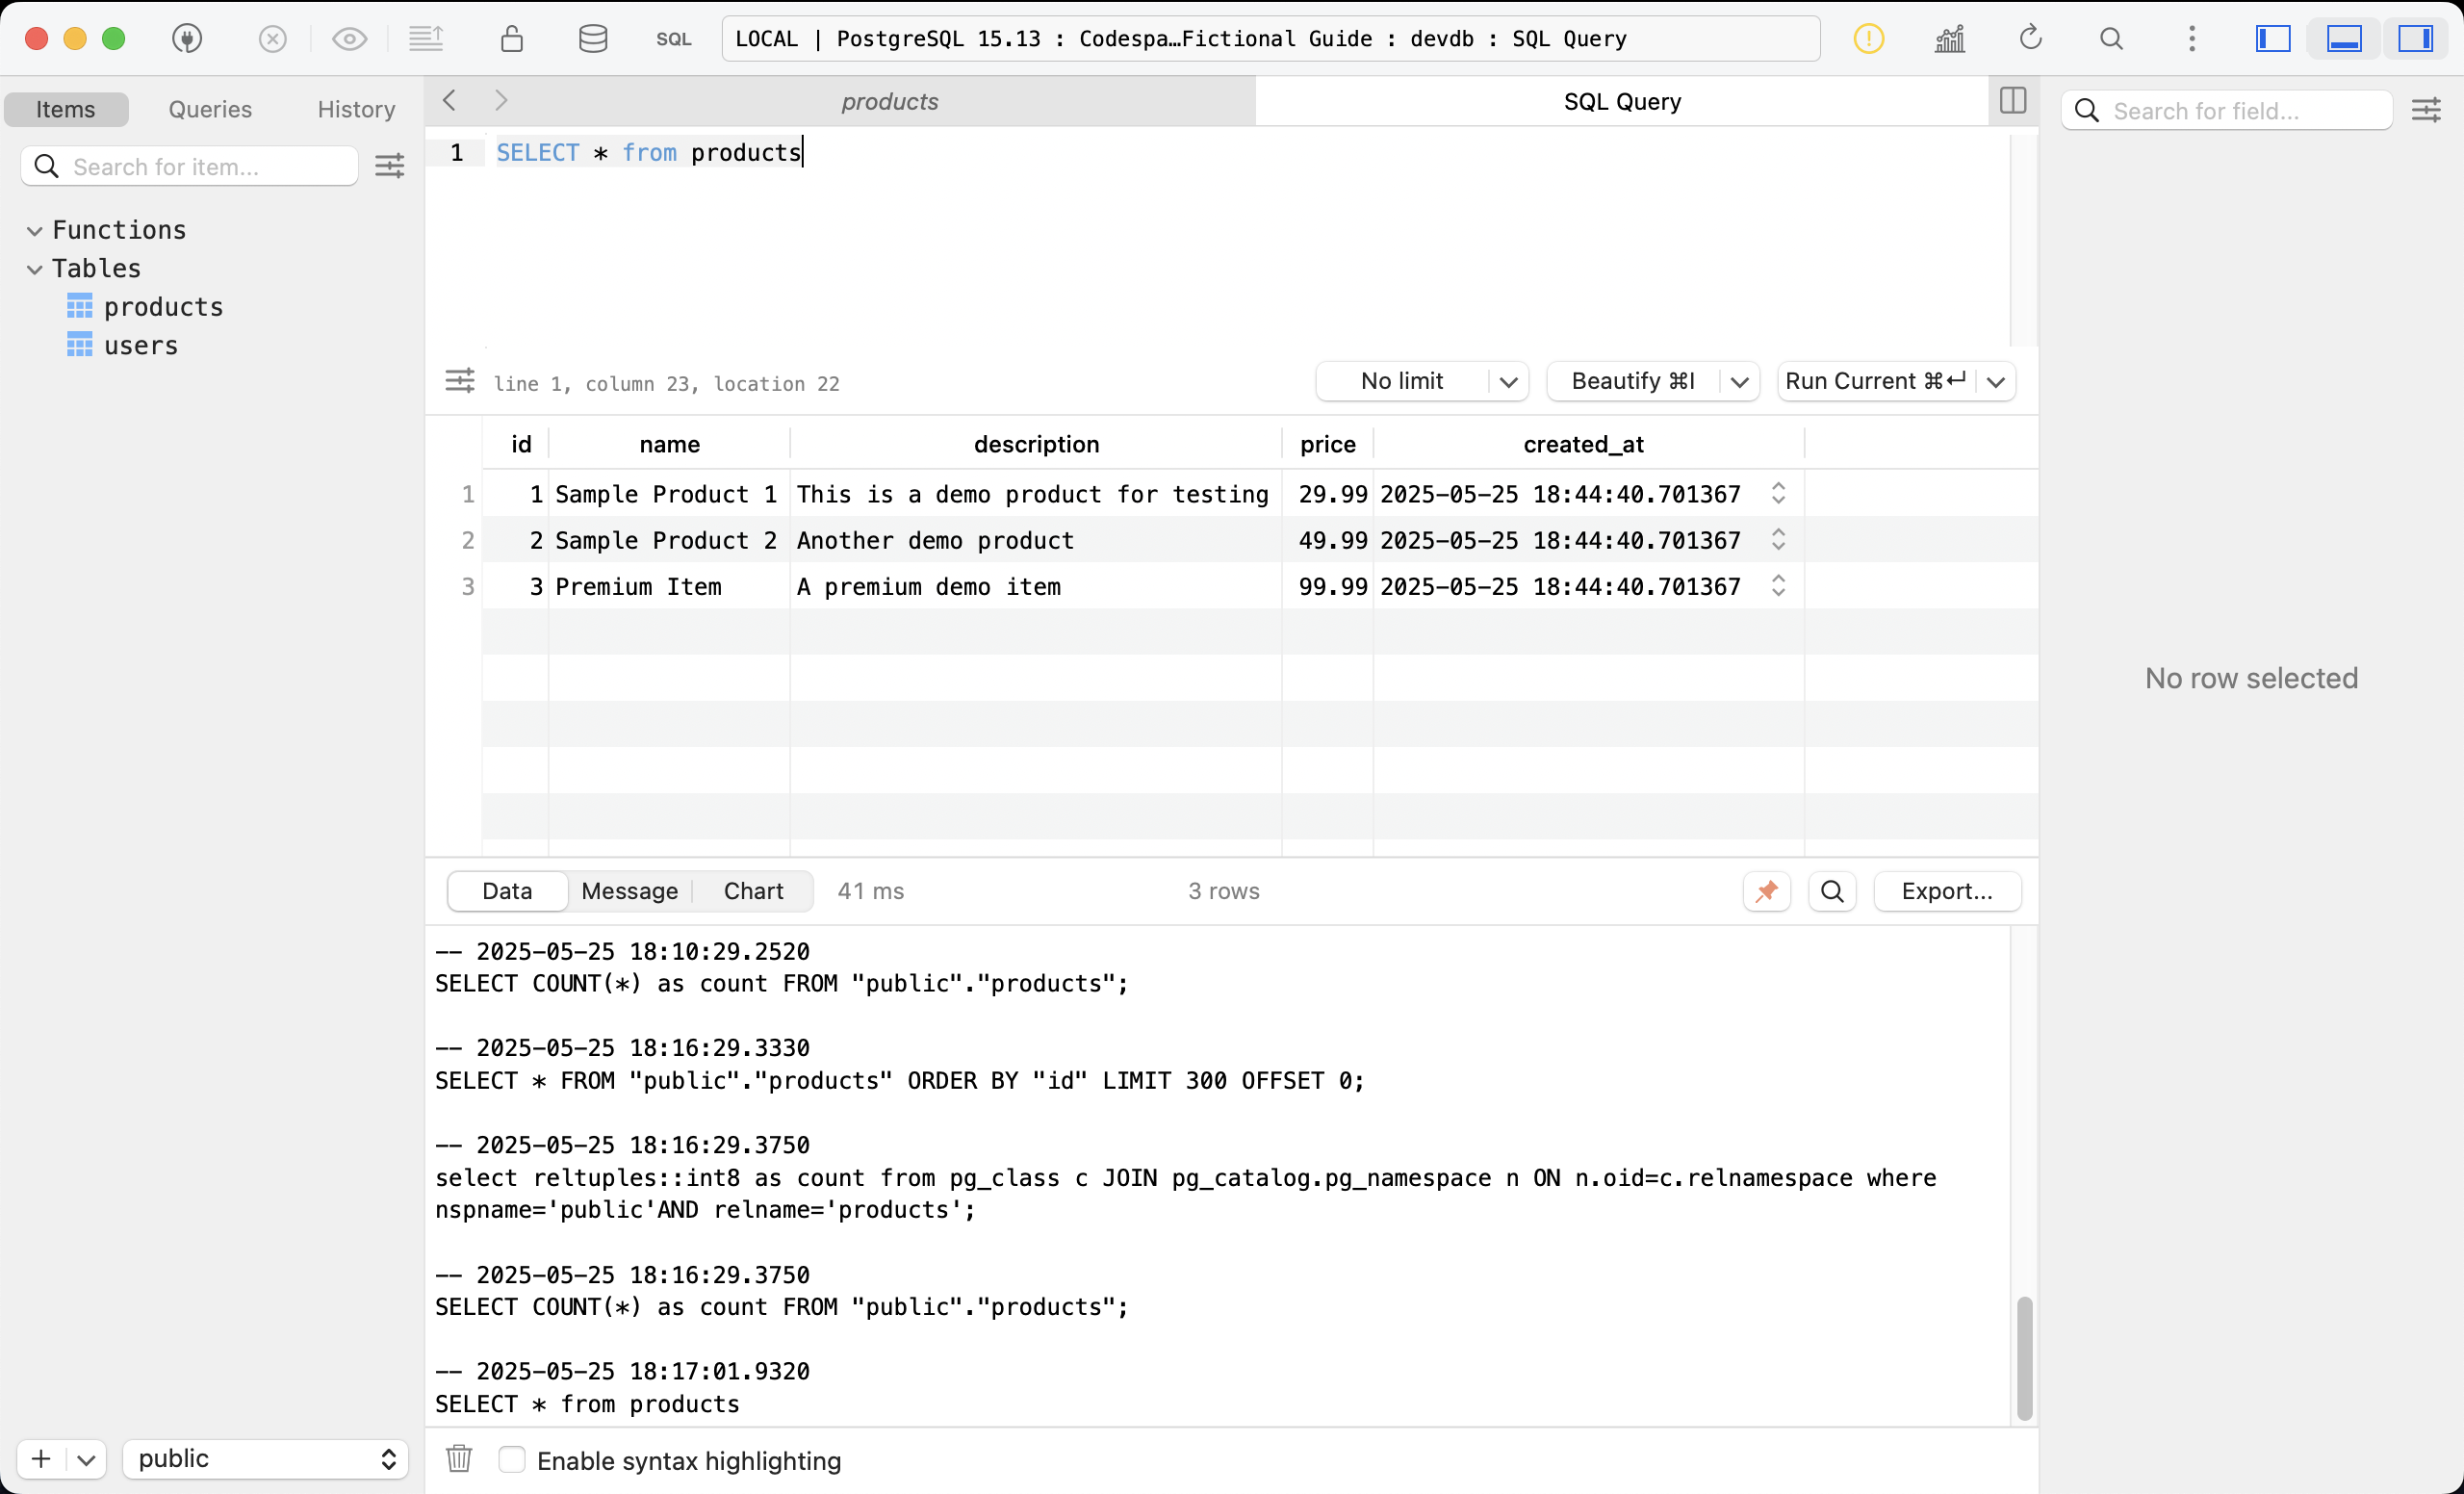 SQL
LOCAL | PostgreSQL 15.13 : Codespa…Fictional Guide : devdb : SQL Query
Items
Queries
History
Search for item...
Functions
Tables
products
users
products
SQL Query
1
SELECT * from products
line 1, column 23, location 22
No limit
Beautify ⌘I
Run Current ⌘↵
id name description price created_at
1 1 Sample Product 1 This is a demo product for testing 29.99 2025-05-25 18:44:40.701367
2 2 Sample Product 2 Another demo product 49.99 2025-05-25 18:44:40.701367
3 3 Premium Item A premium demo item 99.99 2025-05-25 18:44:40.701367
Data
Message
Chart
41 ms
3 rows
Export...
-- 2025-05-25 18:10:29.2520
SELECT COUNT(*) as count FROM "public"."products";
-- 2025-05-25 18:16:29.3330
SELECT * FROM "public"."products" ORDER BY "id" LIMIT 300 OFFSET 0;
-- 2025-05-25 18:16:29.3750
select reltuples::int8 as count from pg_class c JOIN pg_catalog.pg_namespace n ON n.oid=c.relnamespace where
nspname='public'AND relname='products';
-- 2025-05-25 18:16:29.3750
SELECT COUNT(*) as count FROM "public"."products";
-- 2025-05-25 18:17:01.9320
SELECT * from products
Enable syntax highlighting
public
Search for field...
No row selected